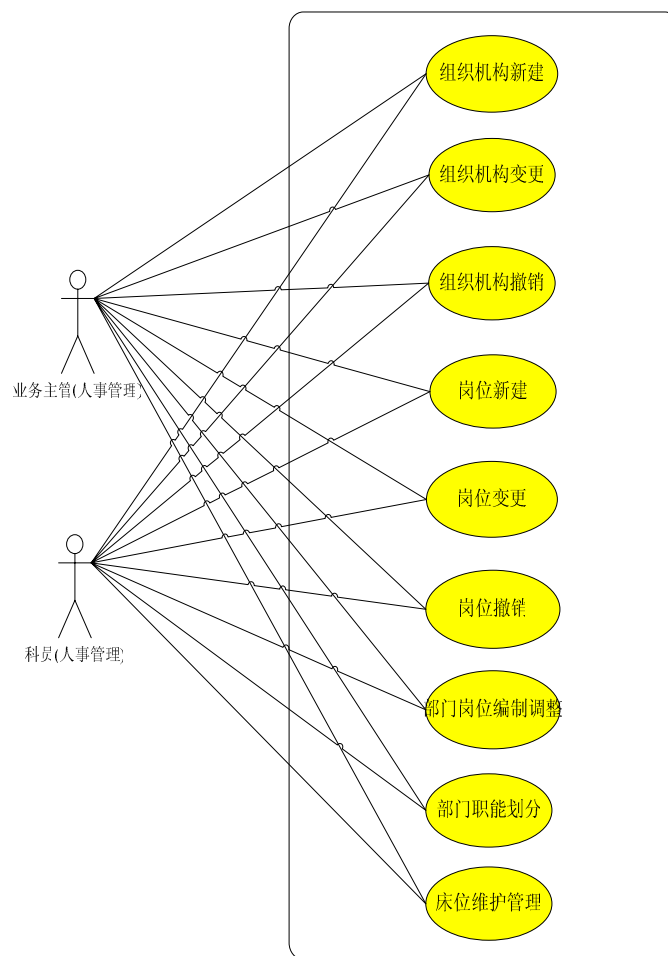 组织机构新建
组织机构变更
组织机构撤销
业务主管(人事管理)
岗位新建
岗位变更
岗位撤销
科员(人事管理)
部门岗位编制调整
部门职能划分
床位维护管理